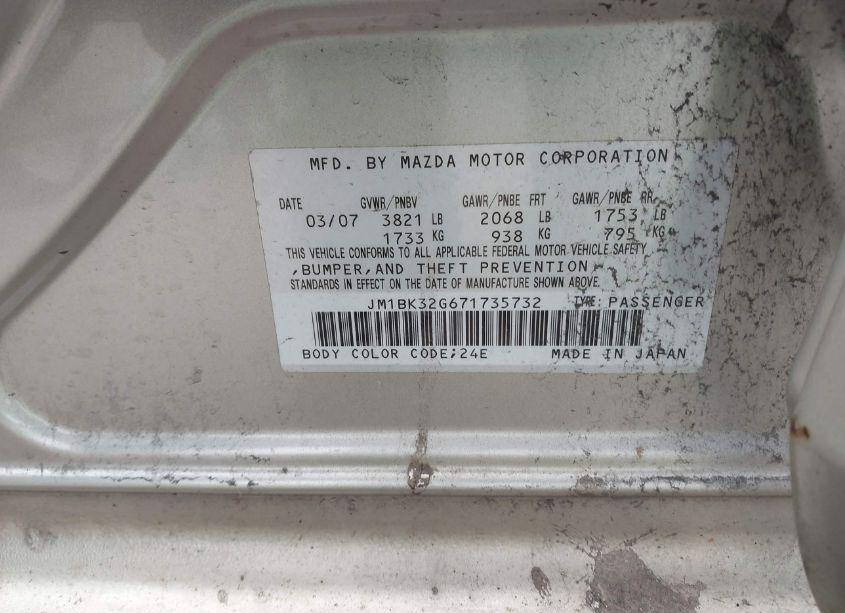 MFD. BY MAZDA MOTOR CORPORATION
DATE GVWR/PNBV GAWR/PNBE FRT GAWR/PNBE RR
03/07 3821 LB 2068 LB 1753 LB
1733 KG 938 KG 795 KG
THIS VEHICLE CONFORMS TO ALL APPLICABLE FEDERAL MOTOR VEHICLE SAFETY
,BUMPER,AND THEFT PREVENTION,
STANDARDS IN EFFECT ON THE DATE OF MANUFACTURE SHOWN ABOVE.
JM1BK32G671735732 TYPE: PASSENGER
BODY COLOR CODE:24E MADE IN JAPAN